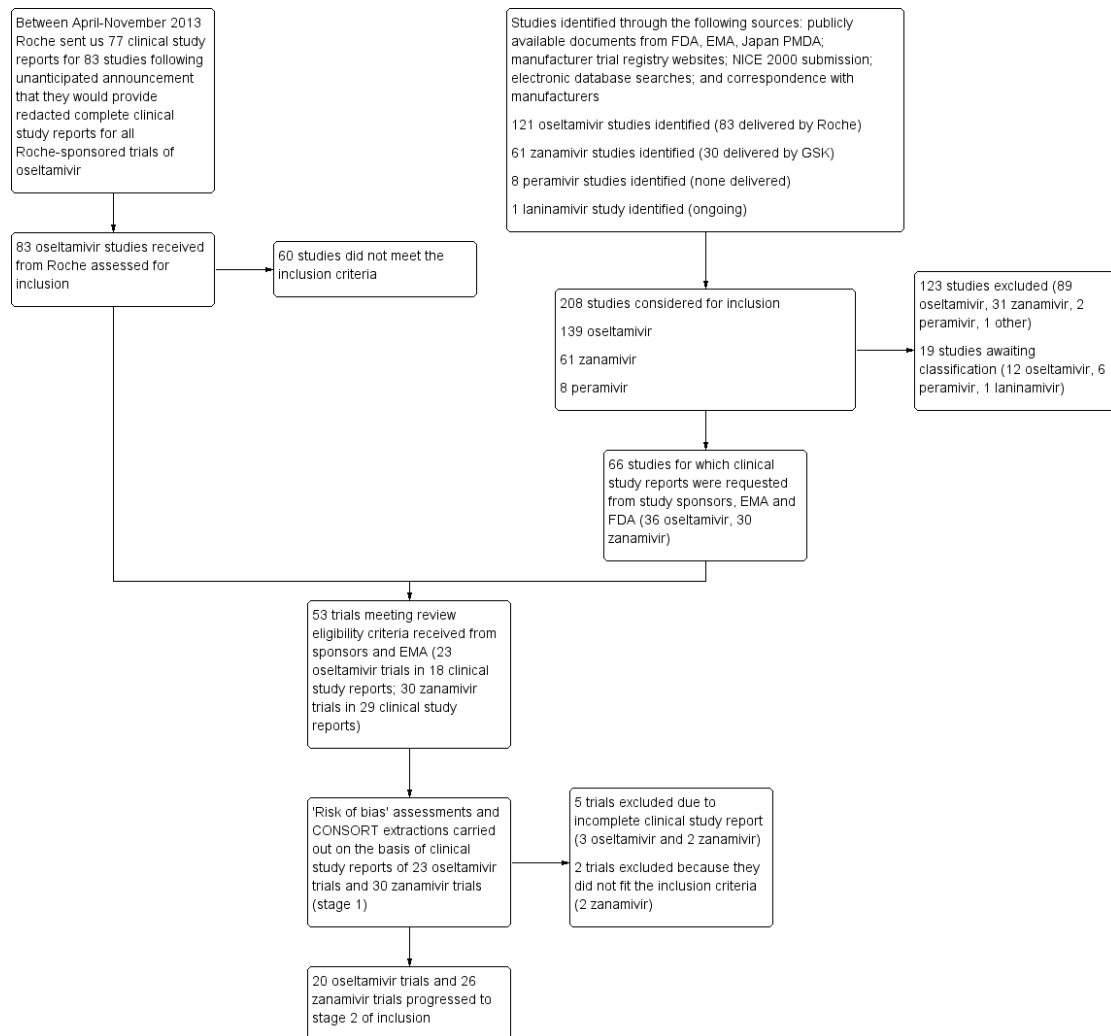 Between April-November 2013
Roche sent us 77 clinical study
reports for 83 studies following
unanticipated announcement
that they would provide
redacted complete clinical
study reports for all
Roche-sponsored trials of
oseltamivir
Studies identified through the following sources: publicly
available documents from FDA, EMA, Japan PMDA;
manufacturer trial registry websites; NICE 2000 submission;
electronic database searches; and correspondence with
manufacturers
121 oseltamivir studies identified (83 delivered by Roche)
61 zanamivir studies identified (30 delivered by GSK)
8 peramivir studies identified (none delivered)
1 laninamivir study identified (ongoing)
83 oseltamivir studies received
from Roche assessed for
inclusion
60 studies did not meet the
inclusion criteria
208 studies considered for inclusion
139 oseltamivir
61 zanamivir
8 peramivir
123 studies excluded (89
oseltamivir, 31 zanamivir, 2
peramivir, 1 other)
19 studies awaiting
classification (12 oseltamivir, 6
peramivir, 1 laninamivir)
66 studies for which clinical
study reports were requested
from study sponsors, EMA and
FDA (36 oseltamivir, 30
zanamivir)
53 trials meeting review
eligibility criteria received from
sponsors and EMA (23
oseltamivir trials in 18 clinical
study reports; 30 zanamivir
trials in 29 clinical study
reports)
'Risk of bias' assessments and
CONSORT extractions carried
out on the basis of clinical
study reports of 23 oseltamivir
trials and 30 zanamivir trials
(stage 1)
5 trials excluded due to
incomplete clinical study report
(3 oseltamivir and 2 zanamivir)
2 trials excluded because they
did not fit the inclusion criteria
(2 zanamivir)
20 oseltamivir trials and 26
zanamivir trials progressed to
stage 2 of inclusion